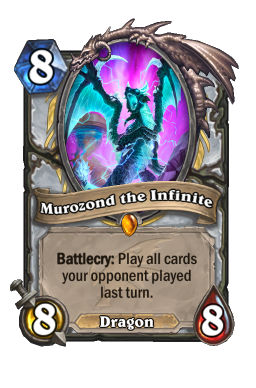 8
Murozond the Infinite
Battlecry: Play all cards
your opponent played
last turn.
8
Dragon
8